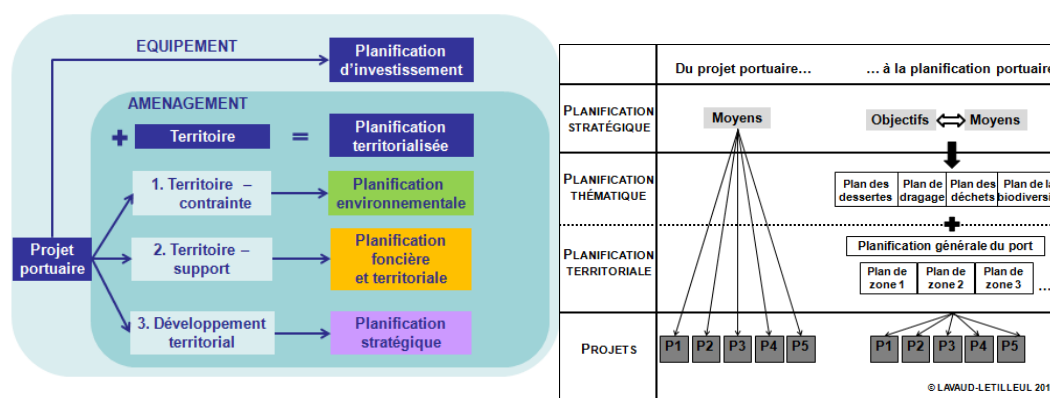 EQUIPEMENT
Planification
d'investissement
AMENAGEMENT
+ Territoire = Planification
territorialisée
1. Territoire –
contrainte
Planification
environnementale
Projet
portuaire
2. Territoire –
support
Planification
foncière
et territoriale
3. Développement
territorial
Planification
stratégique
Du projet portuaire…
… à la planification portuaire
PLANIFICATION
STRATÉGIQUE
Moyens
Objectifs
Moyens
PLANIFICATION
THÉMATIQUE
Plan des
dessertes
Plan de
dragage
Plan des
déchets
Plan de la
biodiversi
PLANIFICATION
TERRITORIALE
+
Planification générale du port
Plan de
zone 1
Plan de
zone 2
Plan de
zone 3
…
PROJETS
P1 P2 P3 P4 P5
P1 P2 P3 P4 P5
© LAVAUD-LETILLEUL 201